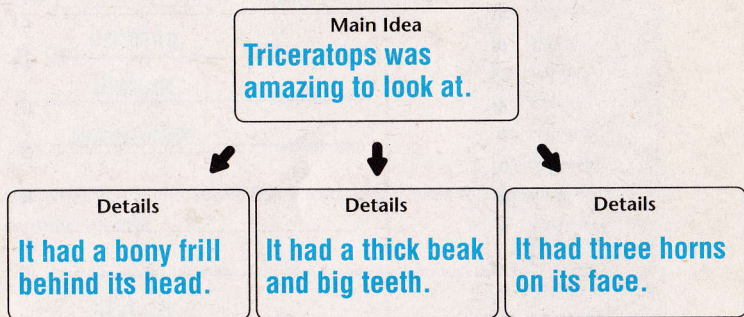 Main Idea
Triceratops was
amazing to look at.
Details
It had a bony frill
behind its head.
Details
It had a thick beak
and big teeth.
Details
It had three horns
on its face.